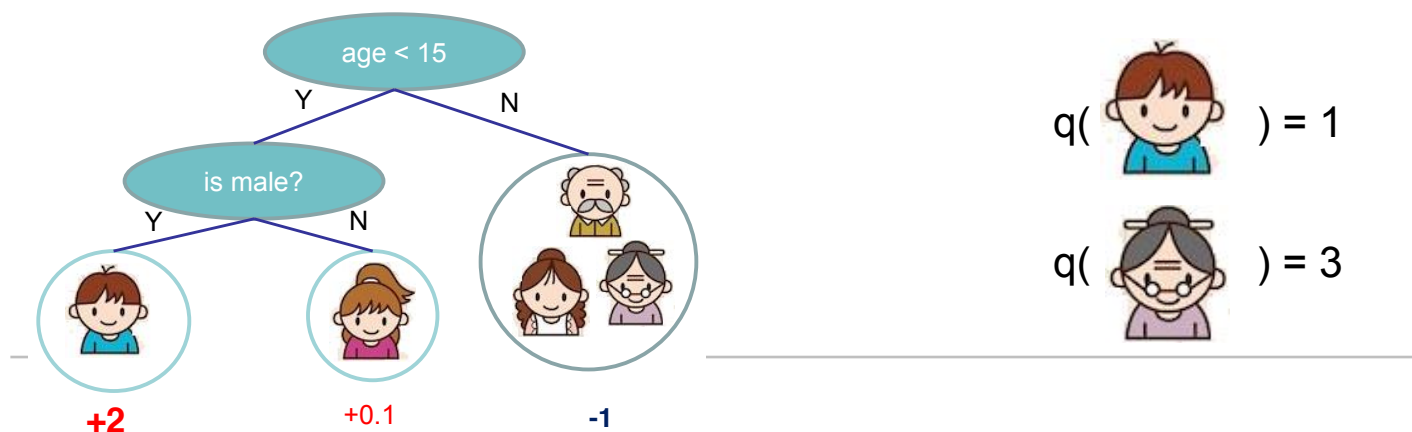 age < 15
Y
N
is male?
Y
N
+2
+0.1
-1
q( ) = 1
q( ) = 3